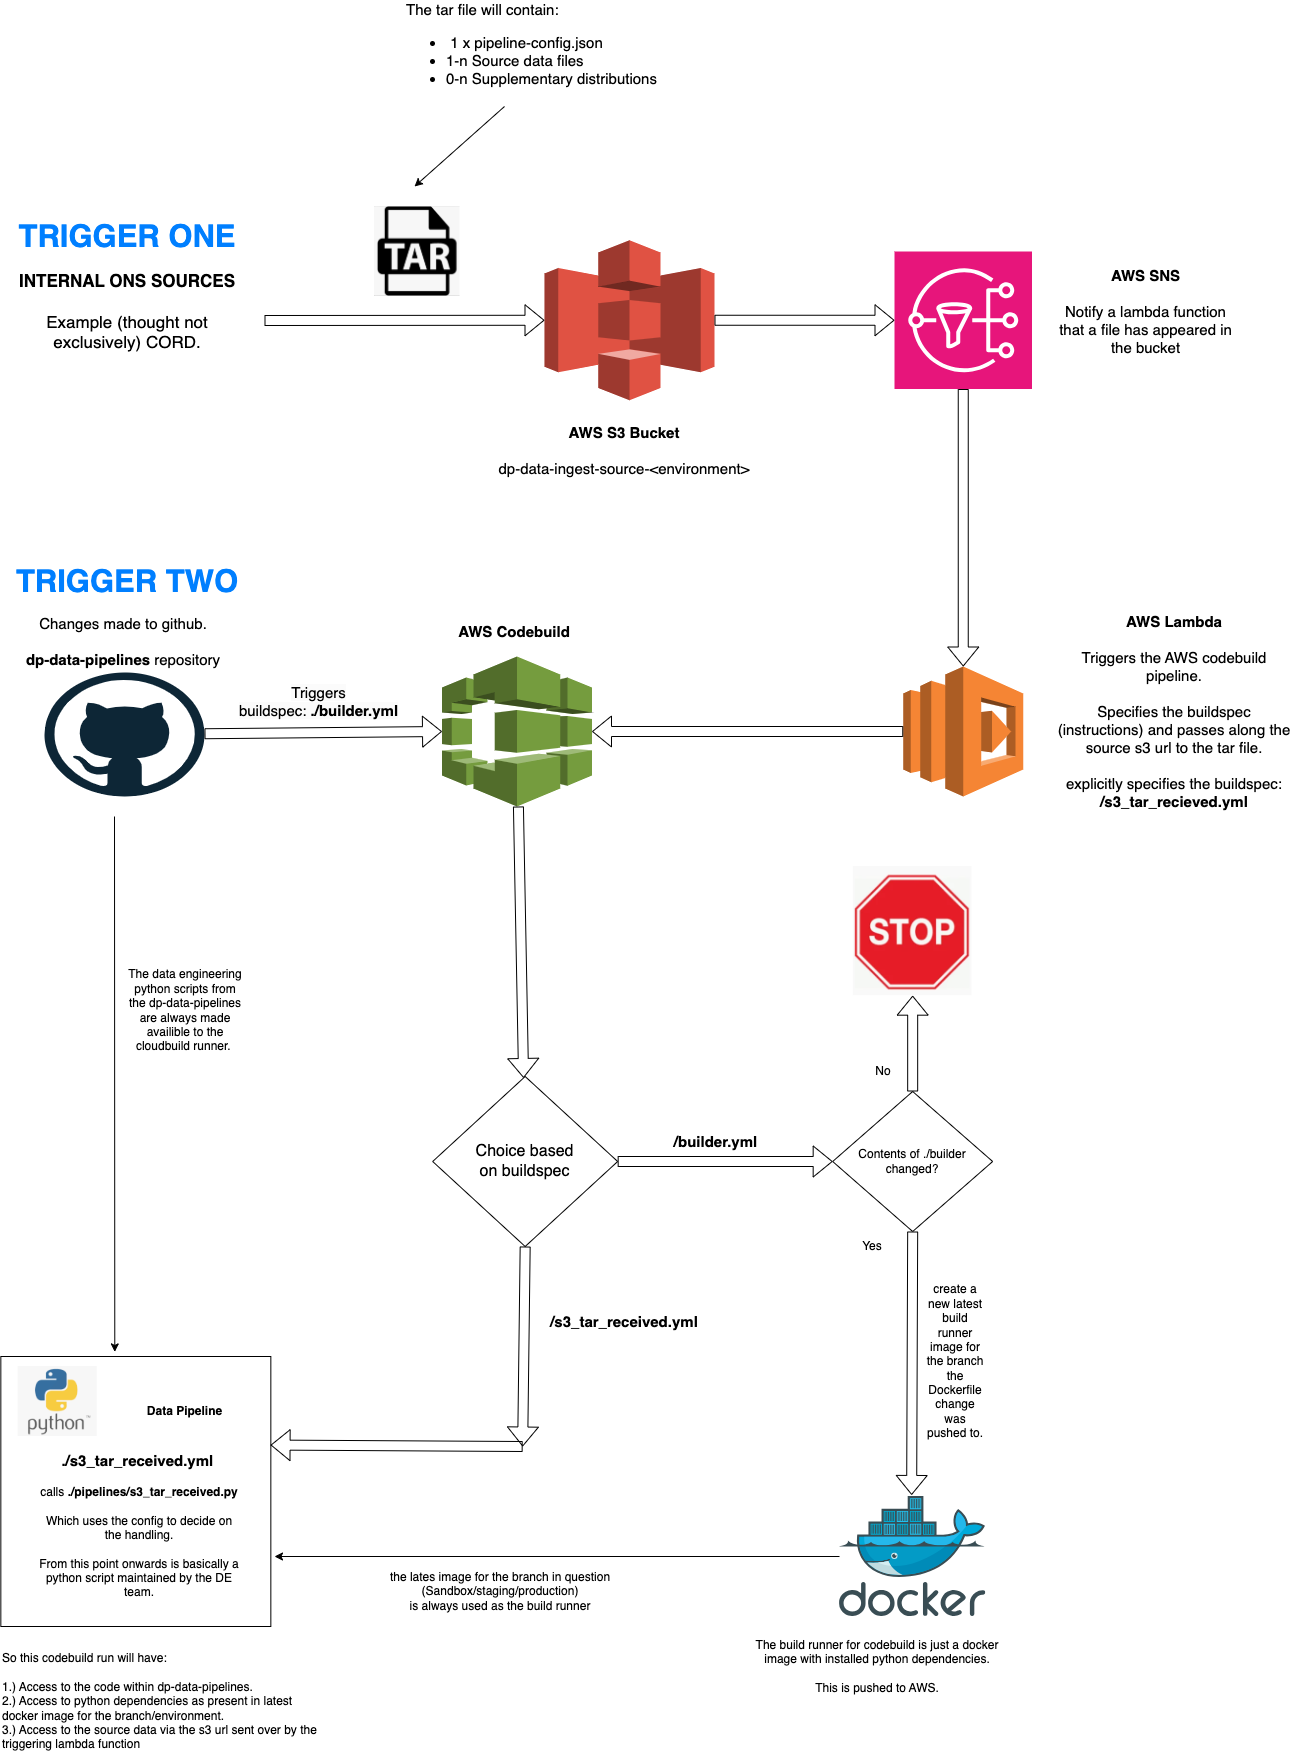 The tar file will contain:
1 x pipeline-config.json
1-n Source data files
0-n Supplementary distributions
TAR
TRIGGER ONE
INTERNAL ONS SOURCES
Example (thought not
exclusively) CORD.
AWS S3 Bucket
dp-data-ingest-source-<environment>
AWS SNS
Notify a lambda function
that a file has appeared in
the bucket
TRIGGER TWO
Changes made to github.
dp-data-pipelines repository
Triggers
buildspec: ./builder.yml
AWS Codebuild
AWS Lambda
Triggers the AWS codebuild
pipeline.
Specifies the buildspec
(instructions) and passes along the
source s3 url to the tar file.
explicitly specifies the buildspec:
/s3_tar_recieved.yml
STOP
The data engineering
python scripts from
the dp-data-pipelines
are always made
availible to the
cloudbuild runner.
No
Choice based
on buildspec
/builder.yml
Contents of ./builder
changed?
Yes
create a
new latest
build
runner
image for
the branch
the
Dockerfile
change
was
pushed to.
/s3_tar_received.yml
python™
Data Pipeline
./s3_tar_received.yml
calls ./pipelines/s3_tar_received.py
Which uses the config to decide on
the handling.
From this point onwards is basically a
python script maintained by the DE
team.
the lates image for the branch in question
(Sandbox/staging/production)
is always used as the build runner
docker
The build runner for codebuild is just a docker
image with installed python dependencies.
This is pushed to AWS.
So this codebuild run will have:
1.) Access to the code within dp-data-pipelines.
2.) Access to python dependencies as present in latest
docker image for the branch/environment.
3.) Access to the source data via the s3 url sent over by the
triggering lambda function